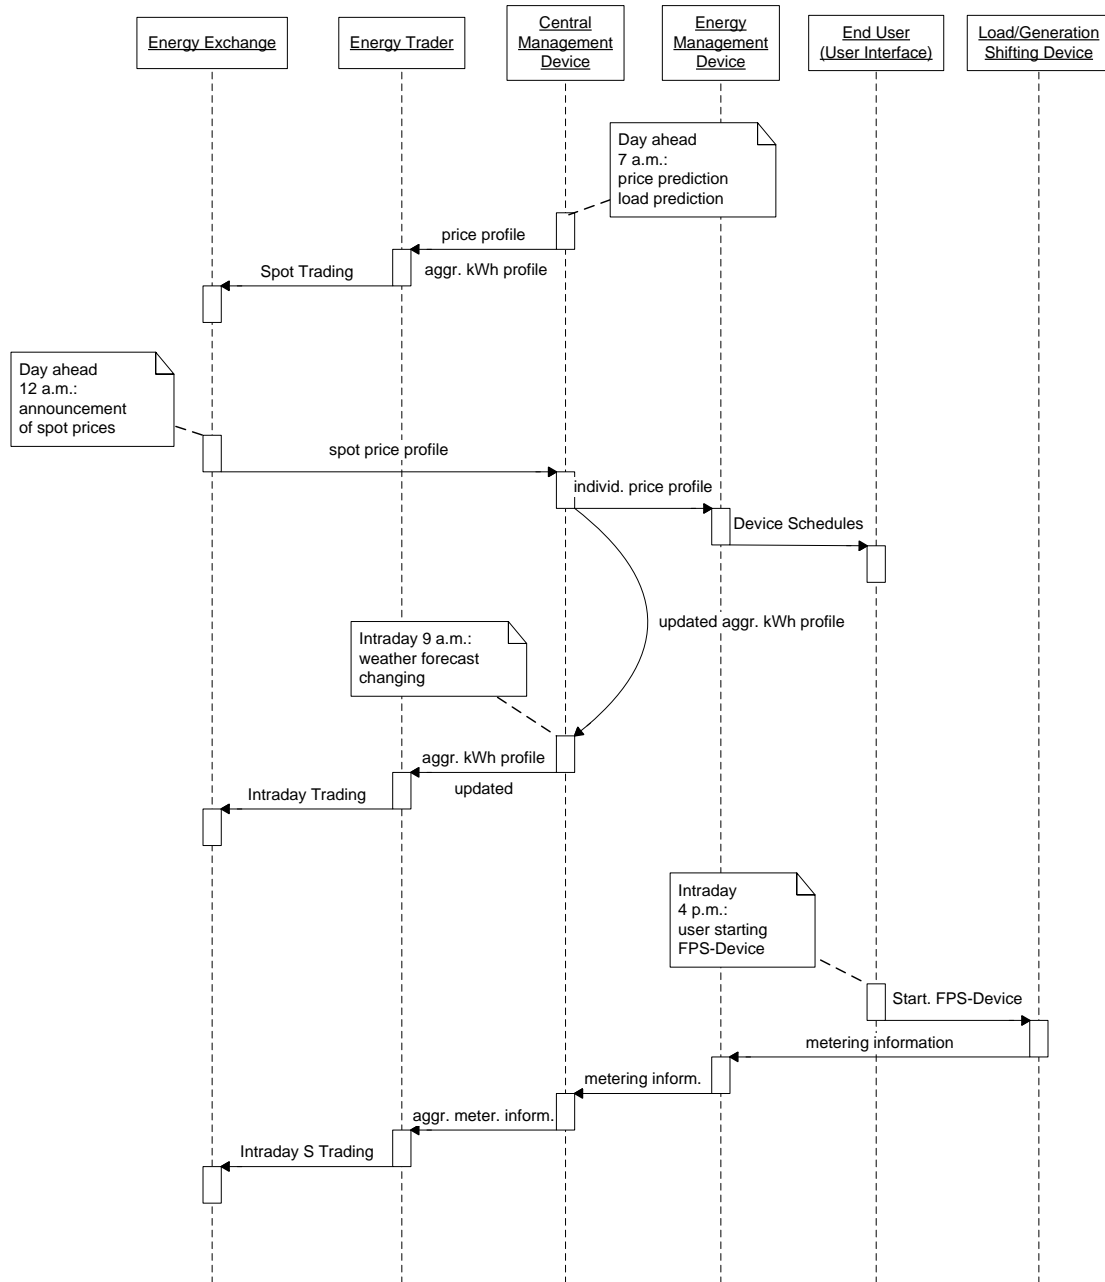 Energy Exchange
Energy Trader
Central
Management
Device
Energy
Management
Device
End User
(User Interface)
Load/Generation
Shifting Device
Day ahead
7 a.m.:
price prediction
load prediction
price profile
aggr. kWh profile
Spot Trading
Day ahead
12 a.m.:
announcement
of spot prices
spot price profile
individ. price profile
Device Schedules
updated aggr. kWh profile
Intraday 9 a.m.:
weather forecast
changing
aggr. kWh profile
updated
Intraday Trading
Intraday
4 p.m.:
user starting
FPS-Device
Start. FPS-Device
metering information
metering inform.
aggr. meter. inform.
Intraday S Trading